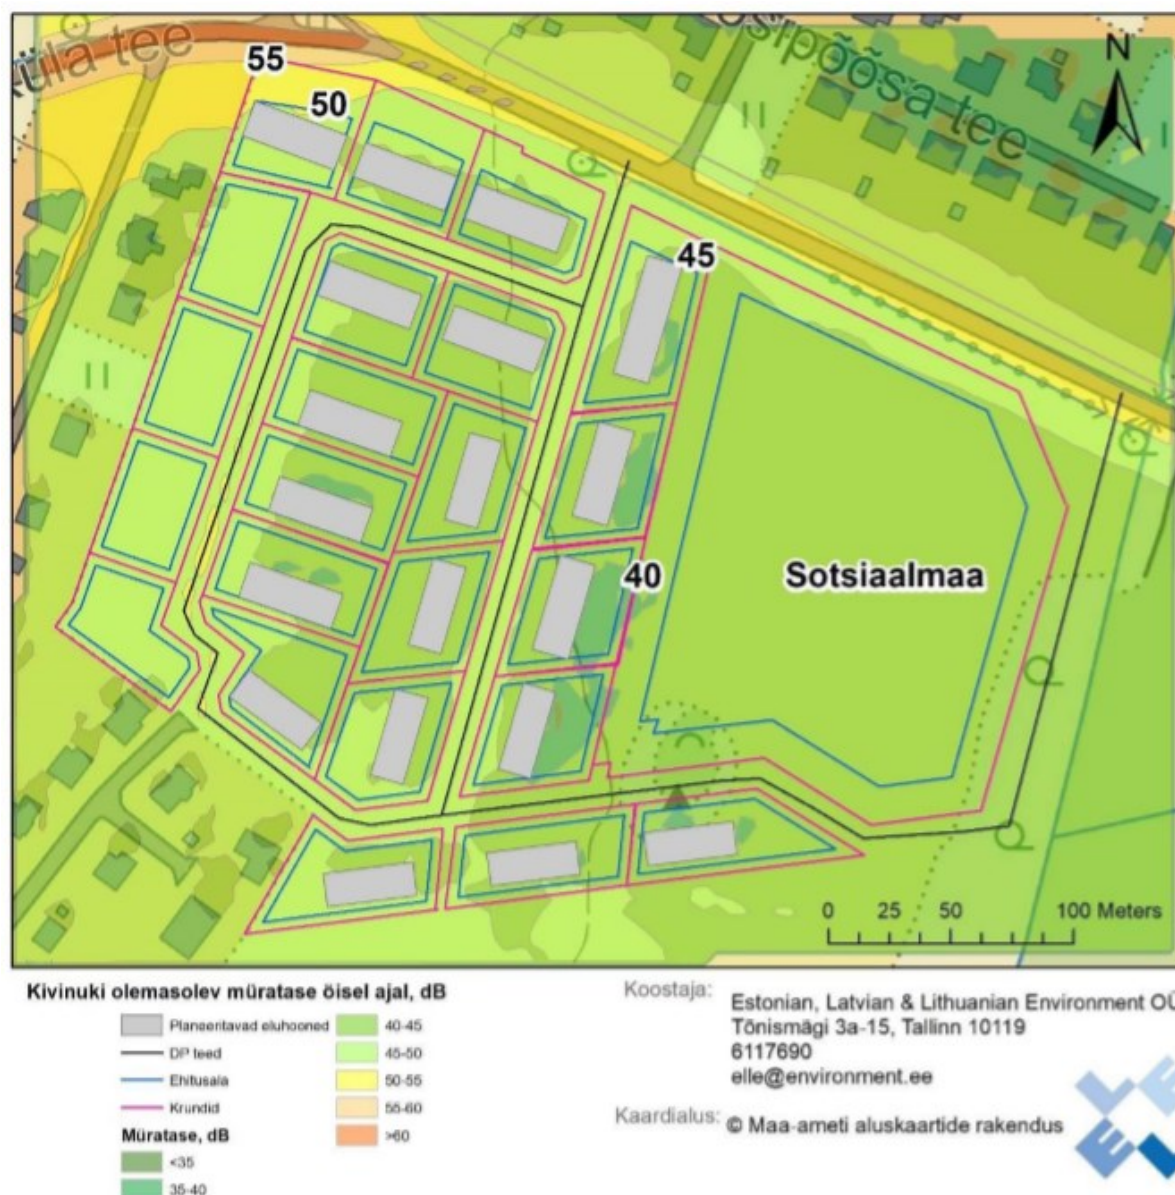 küla tee
55
50
N
45
40
Sotsiaalmaa
0 25 50 100 Meters
Kivinuki olemasolev müratase öisel ajal, dB
Planeeritavad eluhooned
DP teed
Ehitusala
Krundid
Müratase, dB
<35
35-40
40-45
45-50
50-55
55-60
>60
Koostaja:
Estonian, Latvian & Lithuanian Environment OÜ
Tõnismägi 3a-15, Tallinn 10119
6117690
elle@environment.ee
Kaardialus: © Maa-ameti aluskaartide rakendus